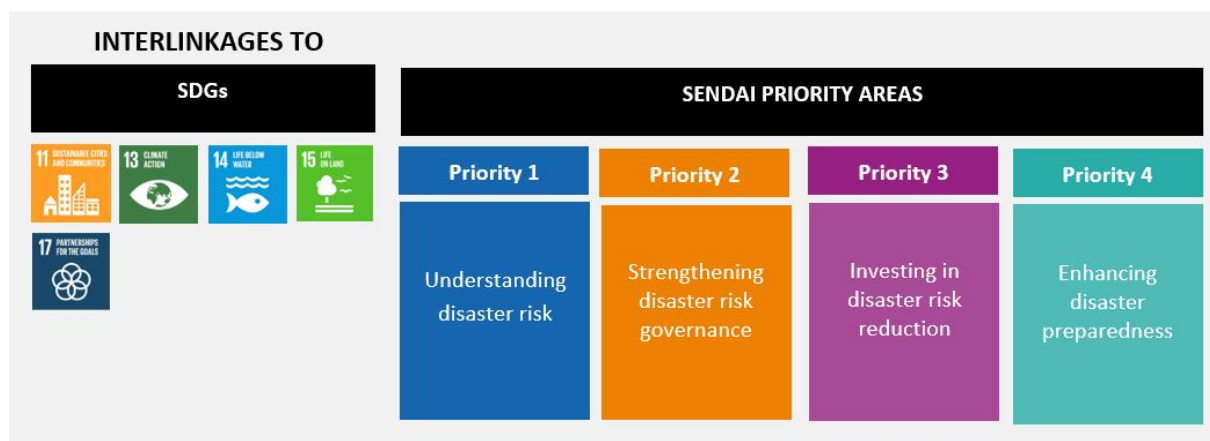 INTERLINKAGES TO
SDGs
11 SUSTAINABLE CITIES
AND COMMUNITIES
13 CLIMATE
ACTION
14 LIFE BELOW
WATER
15 LIFE
ON LAND
17 PARTNERSHIPS
FOR THE GOALS
SENDAI PRIORITY AREAS
Priority 1
Understanding
disaster risk
Priority 2
Strengthening
disaster risk
governance
Priority 3
Investing in
disaster risk
reduction
Priority 4
Enhancing
disaster
preparedness